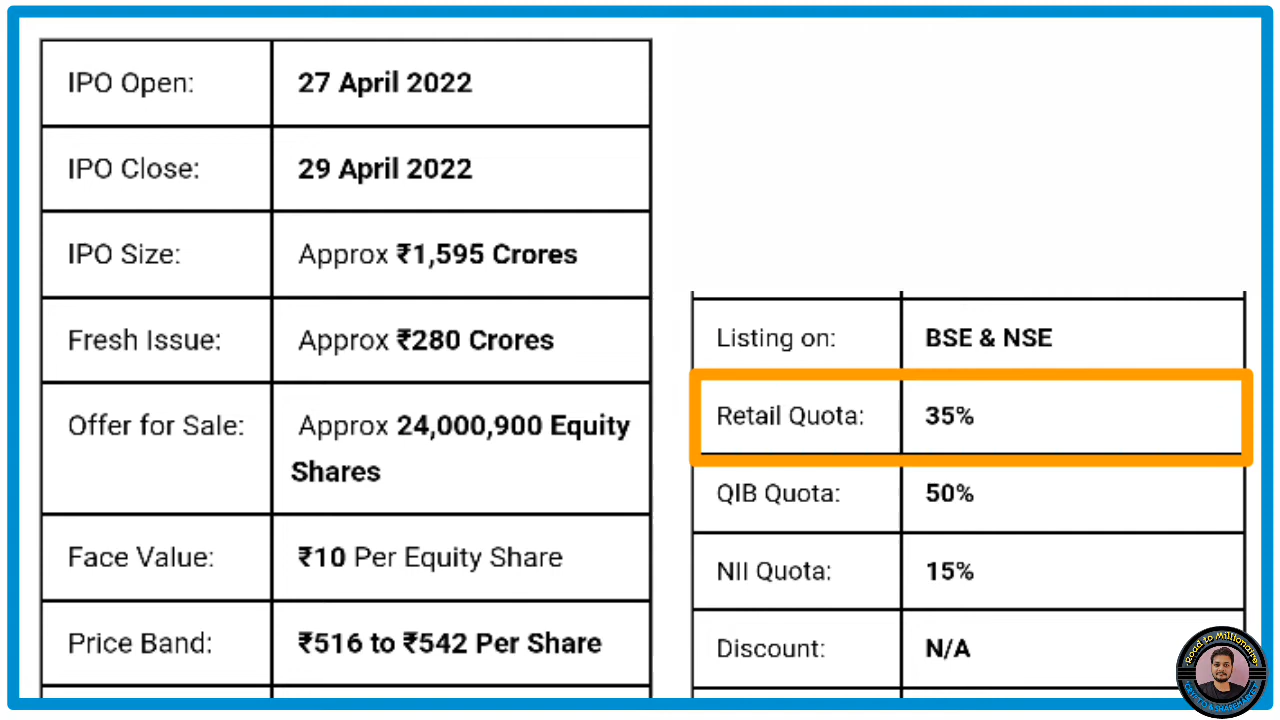 IPO Open: 27 April 2022
IPO Close: 29 April 2022
IPO Size: Approx ₹1,595 Crores
Fresh Issue: Approx ₹280 Crores
Offer for Sale: Approx 24,000,900 Equity
Shares
Face Value: ₹10 Per Equity Share
Price Band: ₹516 to ₹542 Per Share
Listing on: BSE & NSE
Retail Quota: 35%
QIB Quota: 50%
NII Quota: 15%
Discount: N/A
Road to Millionaire
CRYPTO & SHAREMARKET